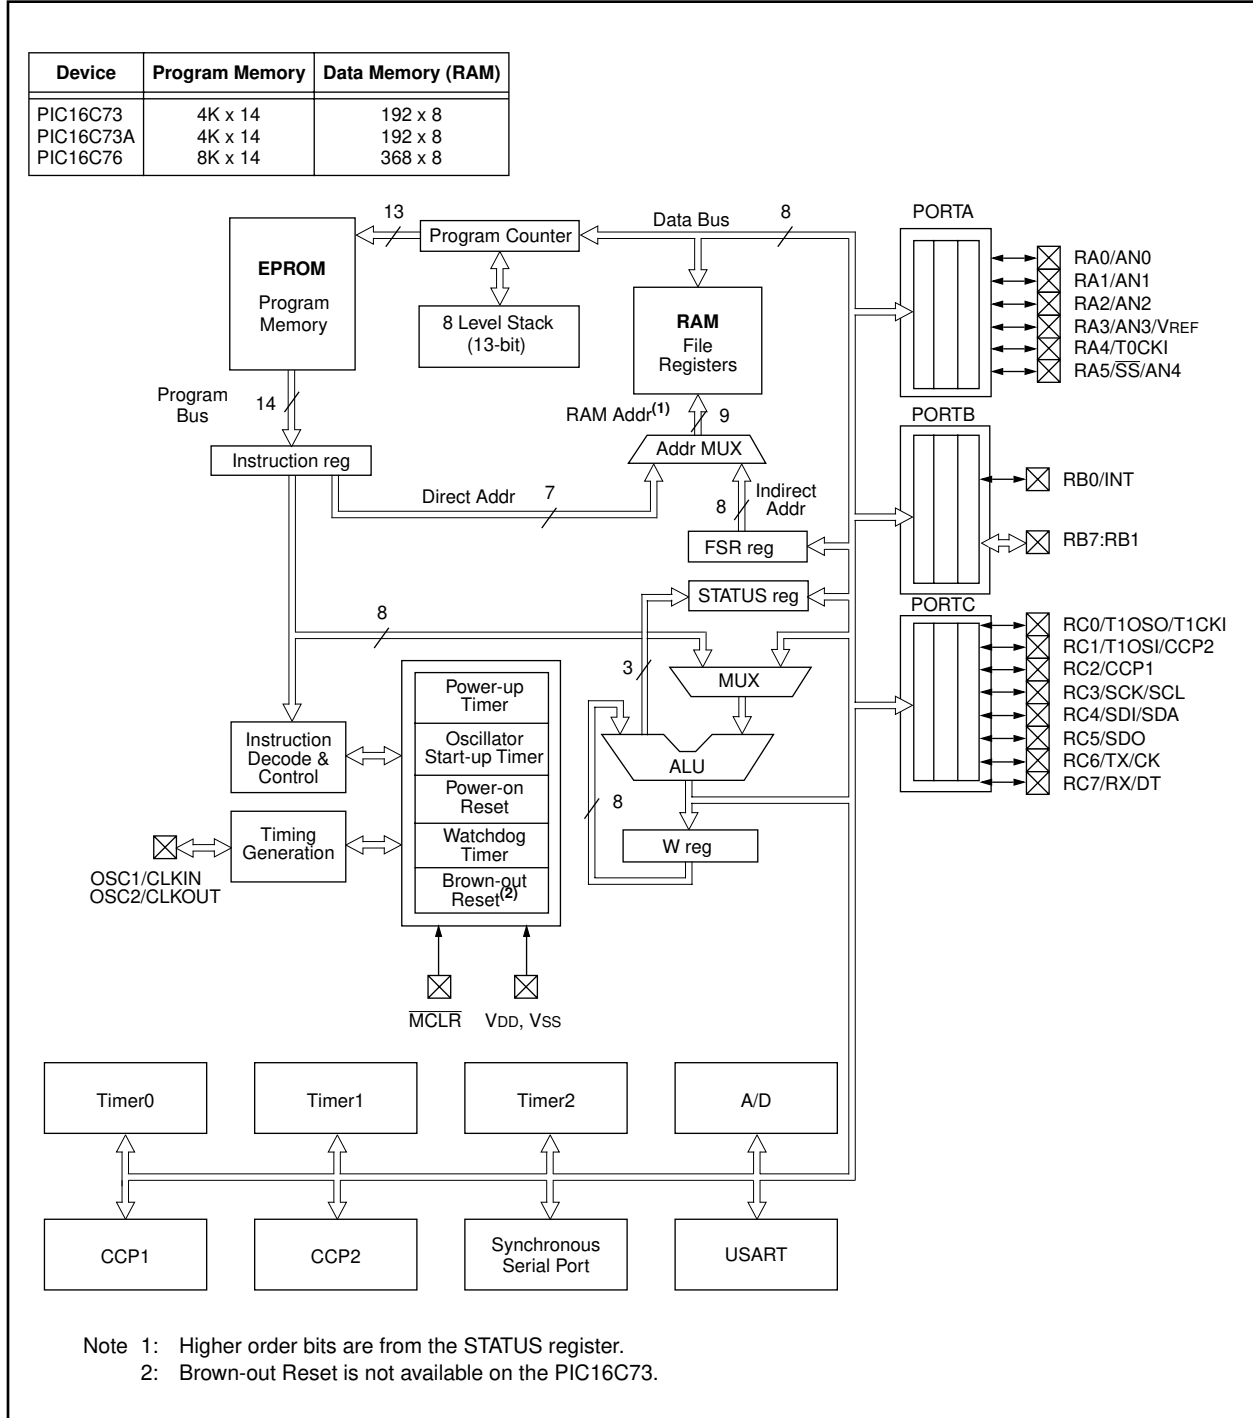 Device Program Memory Data Memory (RAM)
PIC16C73 4K x 14 192 x 8
PIC16C73A 4K x 14 192 x 8
PIC16C76 8K x 14 368 x 8
13
Program Counter
Data Bus
8
PORTA
EPROM
Program
Memory
8 Level Stack
(13-bit)
RAM
File
Registers
RA0/AN0
RA1/AN1
RA2/AN2
RA3/AN3/VREF
RA4/T0CKI
RA5/SS/AN4
Program
Bus
14
RAM Addr(1)
9
PORTB
Instruction reg
Addr MUX
Direct Addr
7
8
Indirect
Addr
RB0/INT
FSR reg
RB7:RB1
STATUS reg
PORTC
8
3
MUX
RC0/T1OSO/T1CKI
RC1/T1OSI/CCP2
RC2/CCP1
RC3/SCK/SCL
RC4/SDI/SDA
RC5/SDO
RC6/TX/CK
RC7/RX/DT
Power-up
Timer
Oscillator
Start-up Timer
Power-on
Reset
Watchdog
Timer
Brown-out
Reset(2)
Instruction
Decode &
Control
ALU
8
W reg
Timing
Generation
OSC1/CLKIN
OSC2/CLKOUT
MCLR
VDD, VSS
Timer0
Timer1
Timer2
A/D
CCP1
CCP2
Synchronous
Serial Port
USART
Note 1: Higher order bits are from the STATUS register.
2: Brown-out Reset is not available on the PIC16C73.